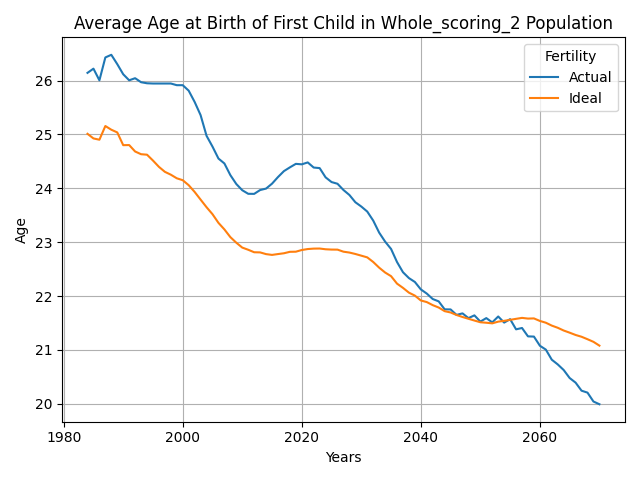 Average Age at Birth of First Child in Whole_scoring_2 Population
Fertility
Actual
Ideal
26
25
24
23
22
21
20
Age
1980
2000
2020
2040
2060
Years